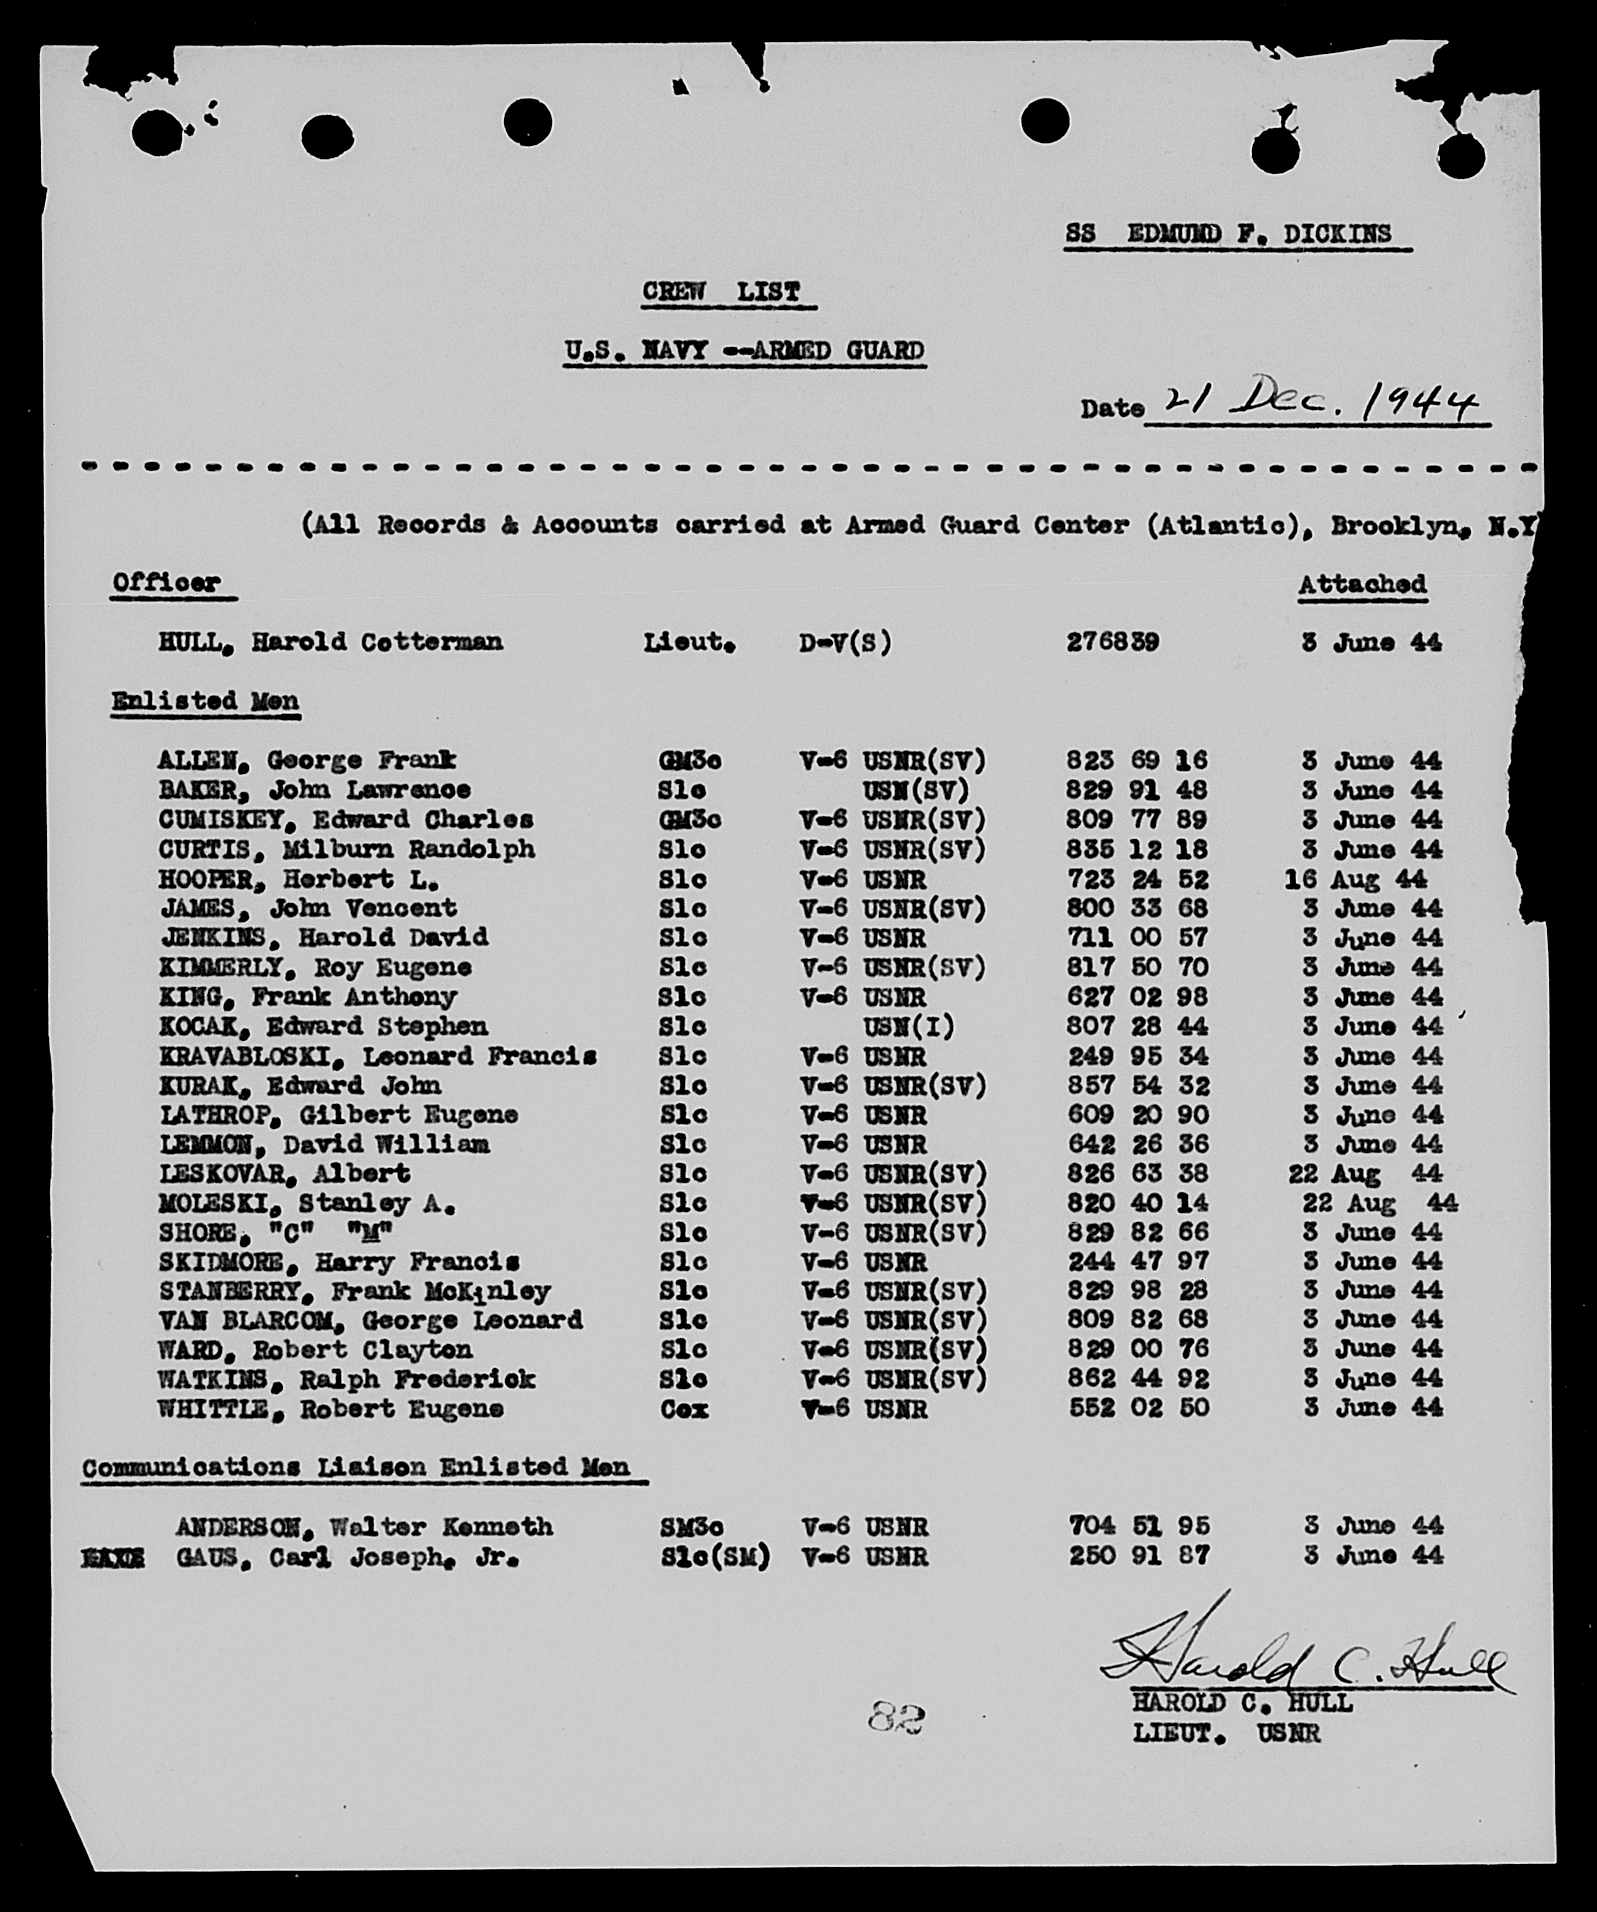 SS EDMUND F. DICKINS
CREW LIST
U.S. NAVY --ARMED GUARD
Date 21 Dec. 1944
(All Records & Accounts carried at Armed Guard Center (Atlantic), Brooklyn, N.Y
Officer Attached
HULL, Harold Cotterman Lieut. D-V(S) 276839 3 June 44
Enlisted Men
ALLEN, George Frank GM3c V-6 USNR(SV) 823 69 16 3 June 44
BAKER, John Lawrence S1c USN(SV) 829 91 48 3 June 44
CUMISKEY, Edward Charles GM3c V-6 USNR(SV) 809 77 89 3 June 44
CURTIS, Milburn Randolph S1c V-6 USNR(SV) 835 12 18 3 June 44
HOOPER, Herbert L. S1c V-6 USNR 723 24 52 16 Aug 44
JAMES, John Vencent S1c V-6 USNR(SV) 800 33 68 3 June 44
JENKINS, Harold David S1c V-6 USNR 711 00 57 3 June 44
KIMMERLY, Roy Eugene S1c V-6 USNR(SV) 817 50 70 3 June 44
KING, Frank Anthony S1c V-6 USNR 627 02 98 3 June 44
KOCAK, Edward Stephen S1c USN(I) 807 28 44 3 June 44
KRAVABLOSKI, Leonard Francis S1c V-6 USNR 249 95 34 3 June 44
KURAK, Edward John S1c V-6 USNR(SV) 857 54 32 3 June 44
LATHROP, Gilbert Eugene S1c V-6 USNR 609 20 90 3 June 44
LEMMON, David William S1c V-6 USNR 642 26 36 3 June 44
LESKOVAR, Albert S1c V-6 USNR(SV) 826 63 38 22 Aug 44
MOLESKI, Stanley A. S1c V-6 USNR(SV) 820 40 14 22 Aug 44
SHORE, "C" "M" S1c V-6 USNR(SV) 829 82 66 3 June 44
SKIDMORE, Harry Francis S1c V-6 USNR 244 47 97 3 June 44
STANBERRY, Frank McKinley S1c V-6 USNR(SV) 829 98 28 3 June 44
VAN BLARCOM, George Leonard S1c V-6 USNR(SV) 809 82 68 3 June 44
WARD, Robert Clayton S1c V-6 USNR(SV) 829 00 76 3 June 44
WATKINS, Ralph Frederick S1c V-6 USNR(SV) 862 44 92 3 June 44
WHITTLE, Robert Eugene Cox V-6 USNR 552 02 50 3 June 44
Communications Liaison Enlisted Men
ANDERSON, Walter Kenneth SM3c V-6 USNR 704 51 95 3 June 44
GAUS, Carl Joseph, Jr. S1c(SM) V-6 USNR 250 91 87 3 June 44
Harold C. Hull
HAROLD C. HULL
82
LIEUT. USNR